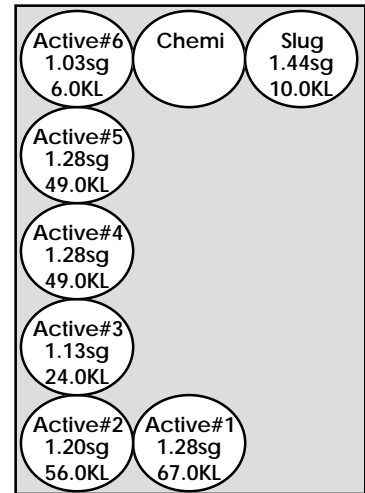 Active#6
1.03sg
6.0KL
Chemi
Slug
1.44sg
10.0KL
Active#5
1.28sg
49.0KL
Active#4
1.28sg
49.0KL
Active#3
1.13sg
24.0KL
Active#2
1.20sg
56.0KL
Active#1
1.28sg
67.0KL